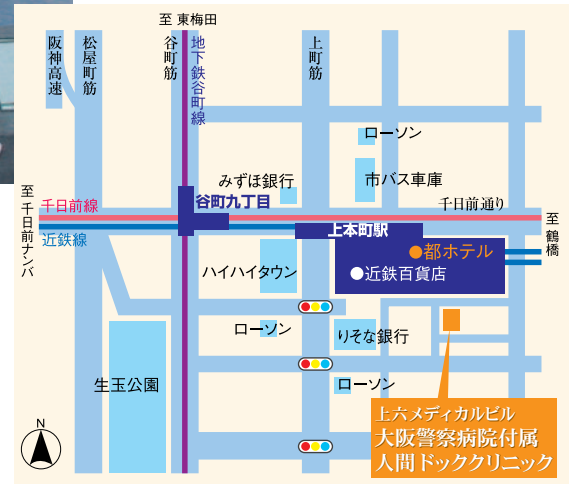 至 東梅田
阪神高速
松屋町筋
谷町筋
地下鉄谷町線
上町筋
ローソン
市バス車庫
みずほ銀行
谷町九丁目
千日前通り
至 千日前ナンバ
千日前線
近鉄線
上本町駅
至 鶴橋
●都ホテル
●近鉄百貨店
ハイハイタウン
ローソン
りそな銀行
生玉公園
ローソン
上六メディカルビル
大阪警察病院付属
人間ドッククリニック
N